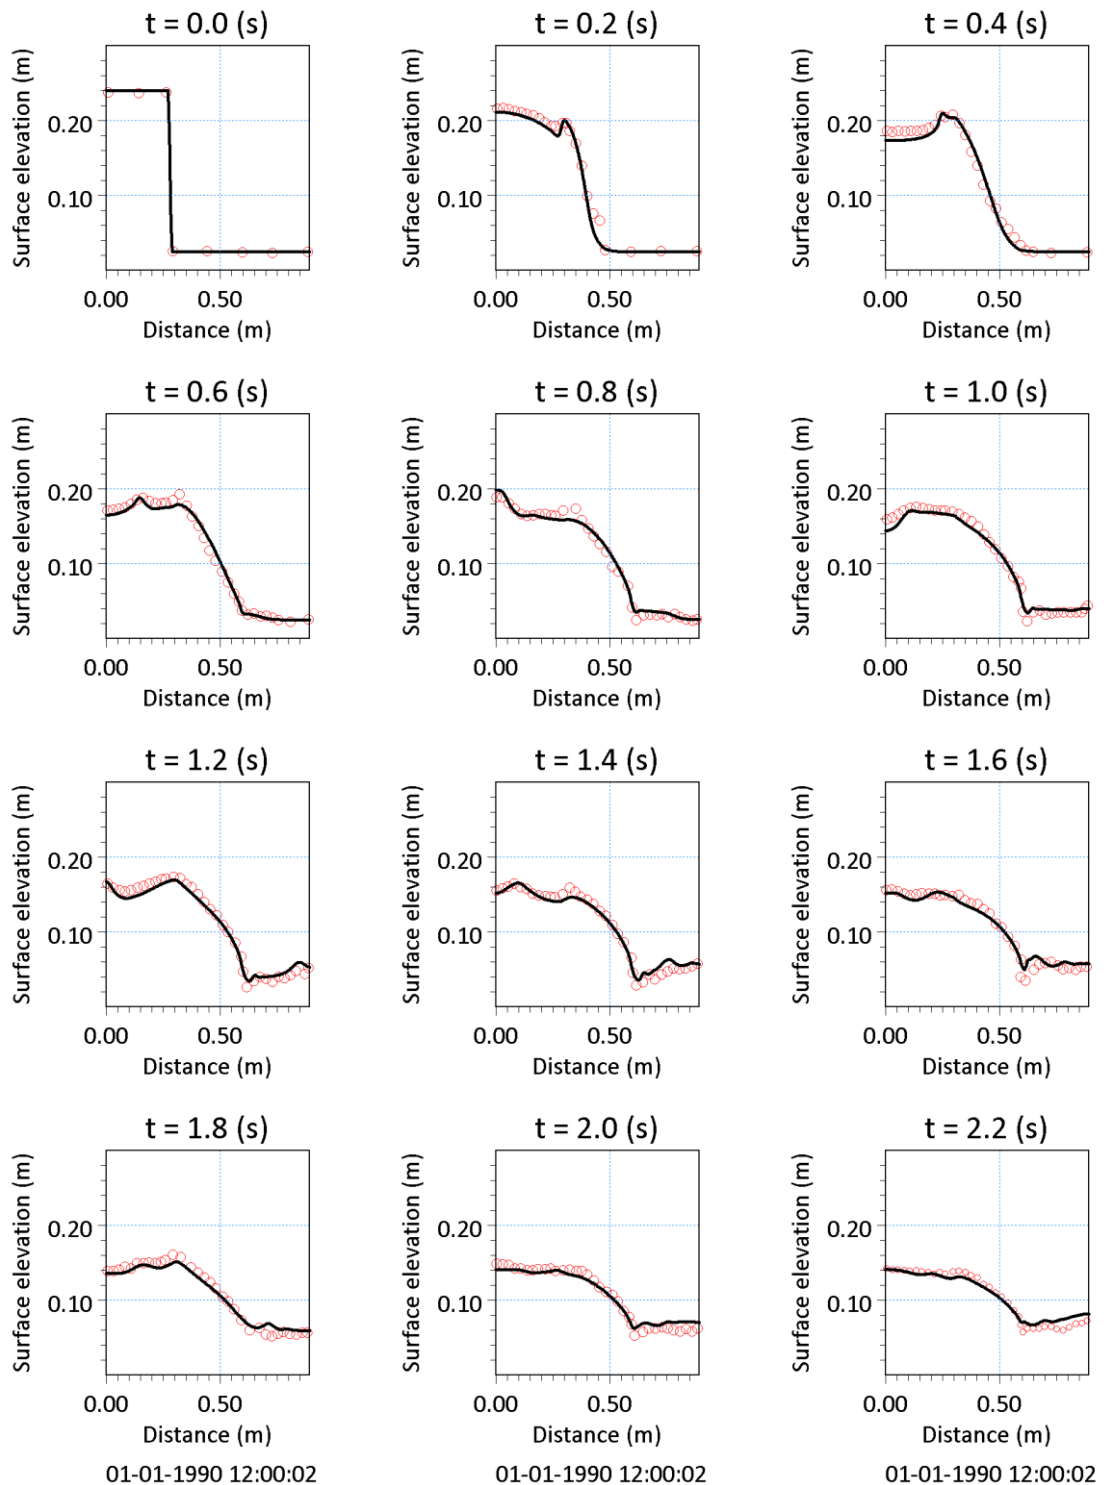 t = 0.0 (s)
t = 0.2 (s)
t = 0.4 (s)
Surface elevation (m)
0.20
0.10
0.00 0.50
Distance (m)
Surface elevation (m)
0.20
0.10
0.00 0.50
Distance (m)
Surface elevation (m)
0.20
0.10
0.00 0.50
Distance (m)
t = 0.6 (s)
t = 0.8 (s)
t = 1.0 (s)
Surface elevation (m)
0.20
0.10
0.00 0.50
Distance (m)
Surface elevation (m)
0.20
0.10
0.00 0.50
Distance (m)
Surface elevation (m)
0.20
0.10
0.00 0.50
Distance (m)
t = 1.2 (s)
t = 1.4 (s)
t = 1.6 (s)
Surface elevation (m)
0.20
0.10
0.00 0.50
Distance (m)
Surface elevation (m)
0.20
0.10
0.00 0.50
Distance (m)
Surface elevation (m)
0.20
0.10
0.00 0.50
Distance (m)
t = 1.8 (s)
t = 2.0 (s)
t = 2.2 (s)
Surface elevation (m)
0.20
0.10
0.00 0.50
Distance (m)
01-01-1990 12:00:02
Surface elevation (m)
0.20
0.10
0.00 0.50
Distance (m)
01-01-1990 12:00:02
Surface elevation (m)
0.20
0.10
0.00 0.50
Distance (m)
01-01-1990 12:00:02